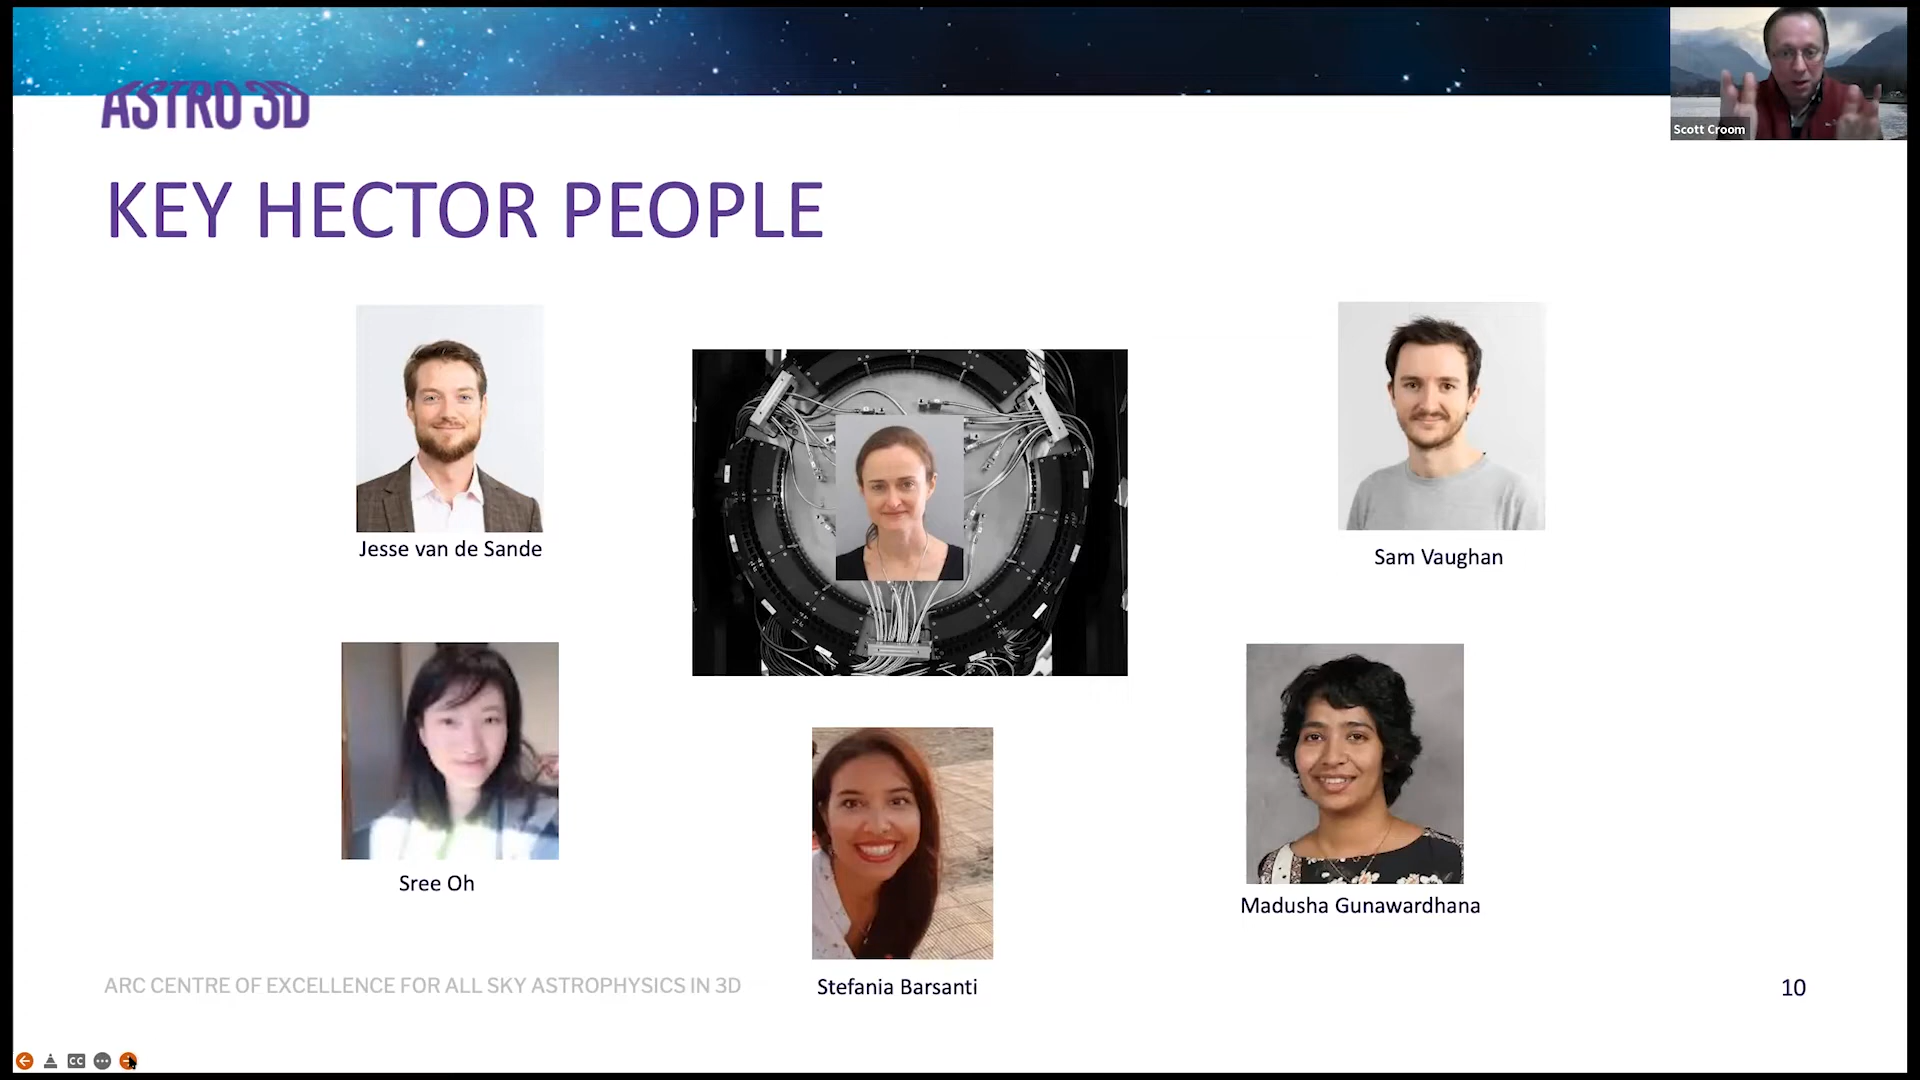 ASTRO 3D
Scott Croom
KEY HECTOR PEOPLE
Jesse van de Sande
Sam Vaughan
Sree Oh
Madusha Gunawardhana
Stefania Barsanti
ARC CENTRE OF EXCELLENCE FOR ALL SKY ASTROPHYSICS IN 3D
10
CC